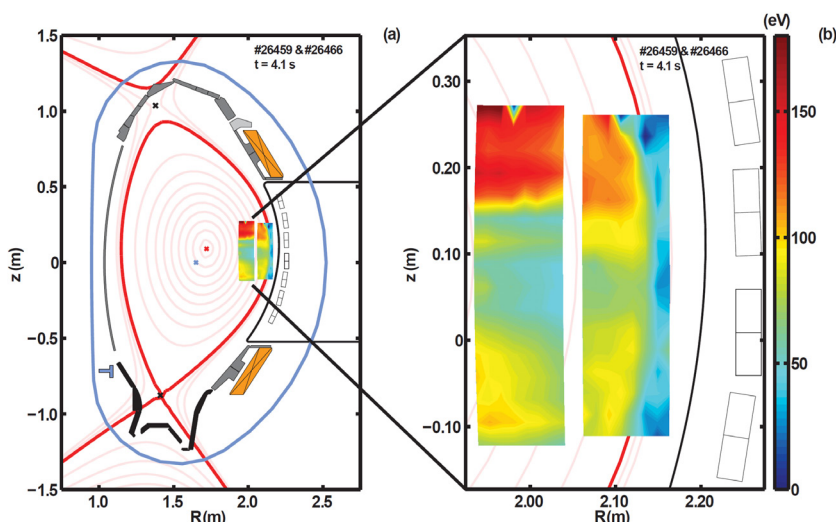 (eV)
(a)
#26459 & #26466
t = 4.1 s
1.5
1.0
0.5
0
−0.5
−1.0
−1.5
z (m)
1.0
1.5
2.0
2.5
R(m)
(b)
#26459 & #26466
t = 4.1 s
0.30
0.20
0.10
0
−0.10
z (m)
2.00
2.10
2.20
R(m)
150
100
50
0